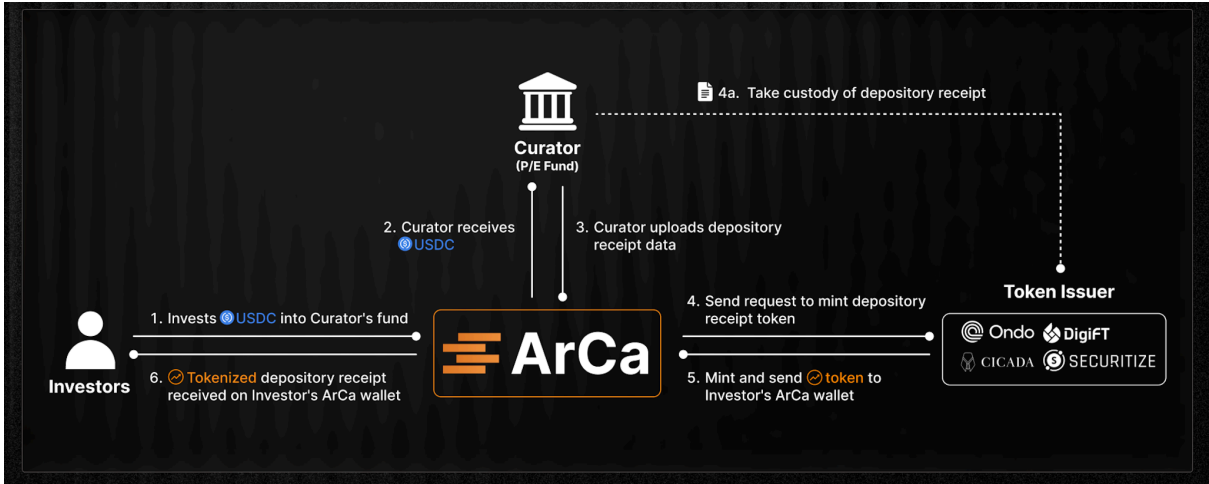 4a. Take custody of depository receipt
Curator
(P/E Fund)
2. Curator receives
USDC
3. Curator uploads depository
receipt data
Token Issuer
1. Invests USDC into Curator's fund
4. Send request to mint depository
receipt token
Ondo DigiFT
CICADA SECURITIZE
ArCa
Investors
6. Tokenized depository receipt
received on Investor's ArCa wallet
5. Mint and send token to
Investor's ArCa wallet